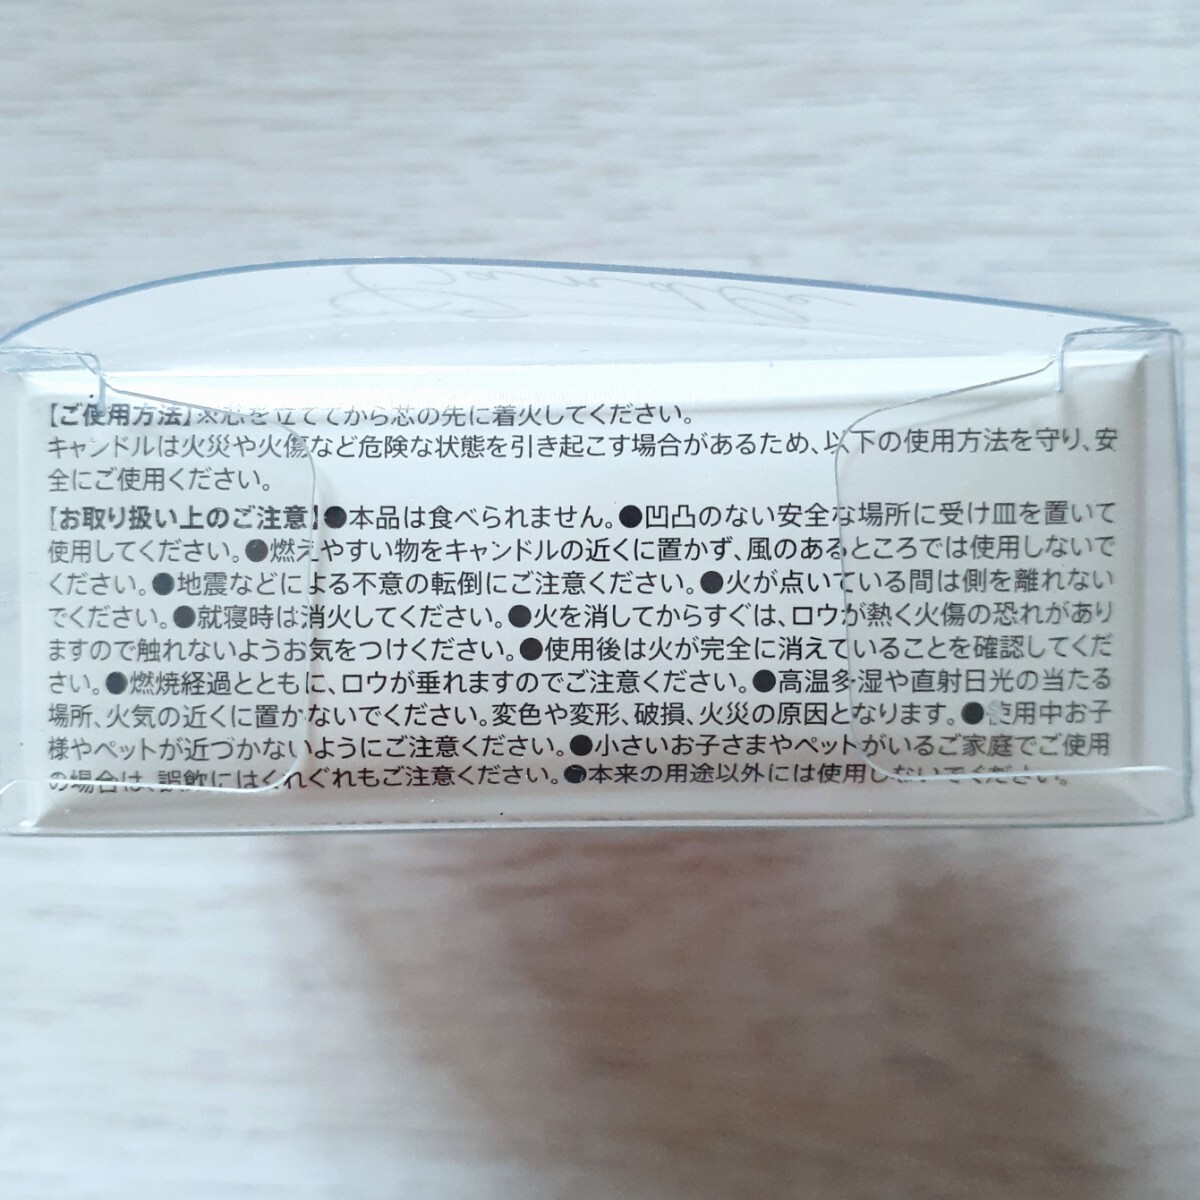 Candle
【ご使用方法】※芯を立ててから芯の先に着火してください。
キャンドルは火災や火傷など危険な状態を引き起こす場合があるため、以下の使用方法を守り、安
全にご使用ください。
【お取り扱い上のご注意】●本品は食べられません。●凹凸のない安全な場所に受け皿を置いて
使用してください。●燃えやすい物をキャンドルの近くに置かず、風のあるところでは使用しないで
ください。●地震などによる不意の転倒にご注意ください。●火が点いている間は側を離れない
でください。●就寝時は消火してください。●火を消してからすぐは、ロウが熱く火傷の恐れがあり
ますので触れないようお気をつけください。●使用後は火が完全に消えていることを確認してくだ
さい。●燃焼経過とともに、ロウが垂れますのでご注意ください。●高温多湿や直射日光の当たる
場所、火気の近くに置かないでください。変色や変形、破損、火災の原因となります。●使用中お子
様やペットが近づかないようにご注意ください。●小さいお子さまやペットがいるご家庭でご使用
の場合は、誤飲にはくれぐれもご注意ください。●本来の用途以外には使用しないでください。